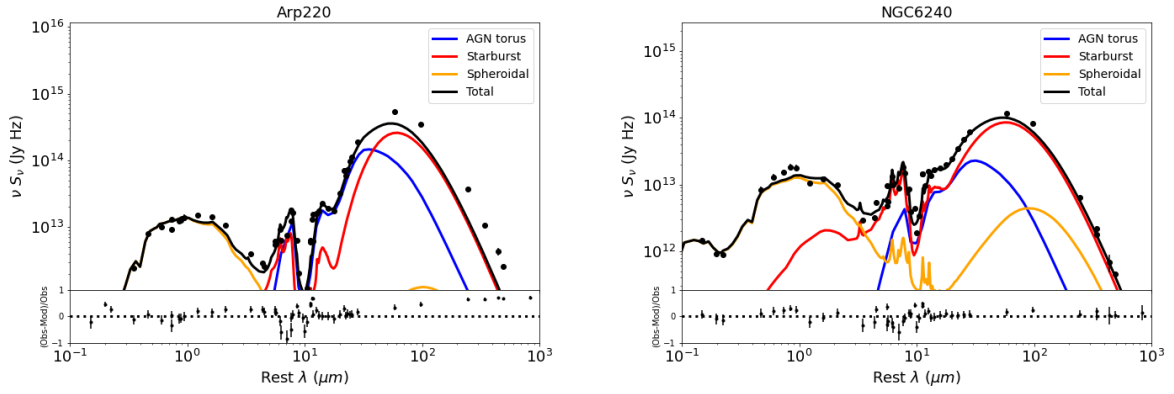 Arp220
10^16
10^15
10^14
10^13
ν S_ν (Jy Hz)
AGN torus
Starburst
Spheroidal
Total
1
0
−1
(Obs-Mod)/Obs
10^−1
10^0
10^1
10^2
10^3
Rest λ (μm)
NGC6240
10^15
10^14
10^13
10^12
ν S_ν (Jy Hz)
AGN torus
Starburst
Spheroidal
Total
1
0
−1
(Obs-Mod)/Obs
10^−1
10^0
10^1
10^2
10^3
Rest λ (μm)